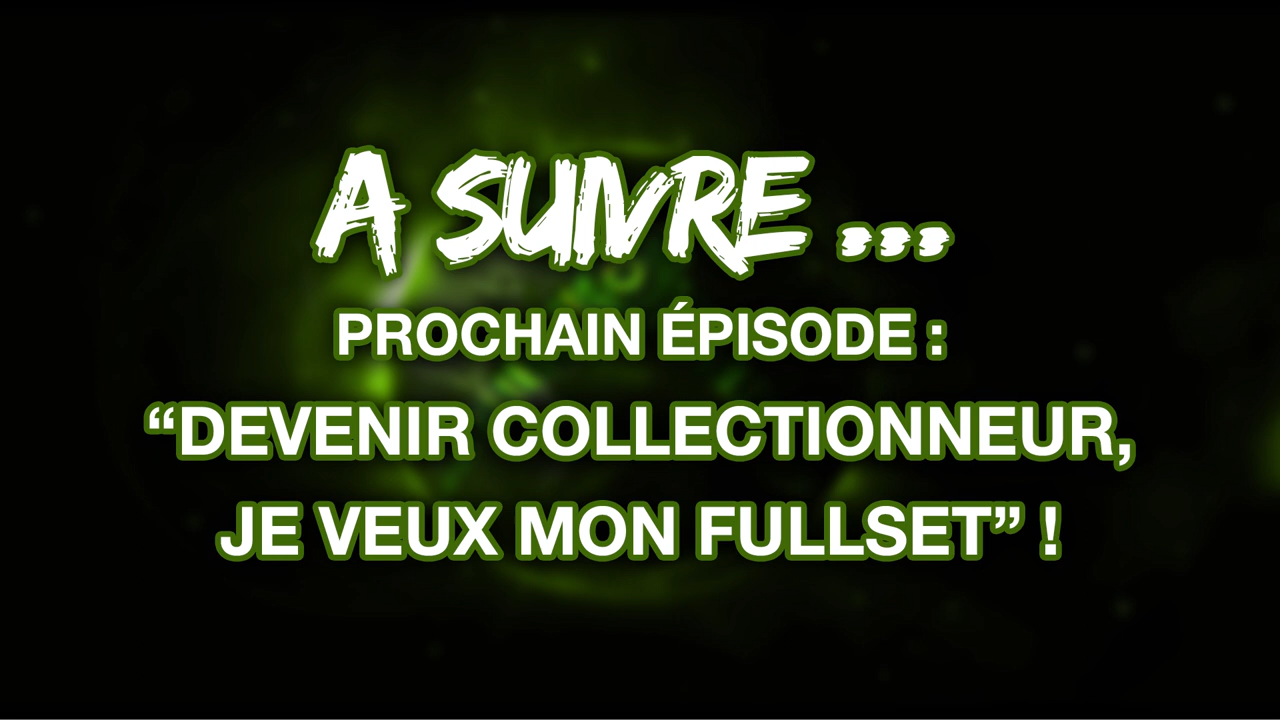 A SUIVRE ...
PROCHAIN ÉPISODE :
“DEVENIR COLLECTIONNEUR,
JE VEUX MON FULLSET” !